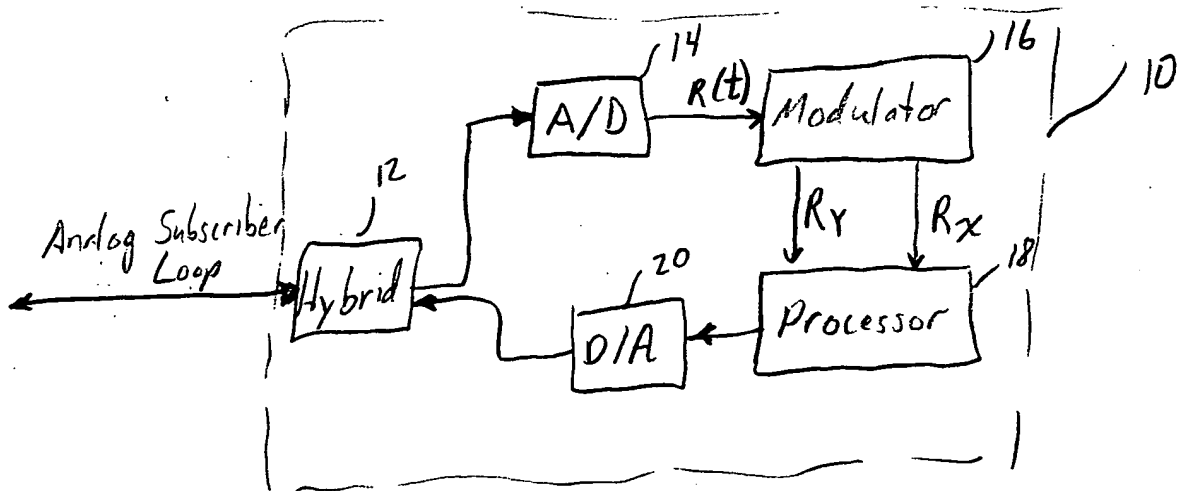 14
16
10
A/D
R(t)
Modulator
12
Analog Subscriber
Loop
Hybrid
RY
RX
20
18
D/A
Processor